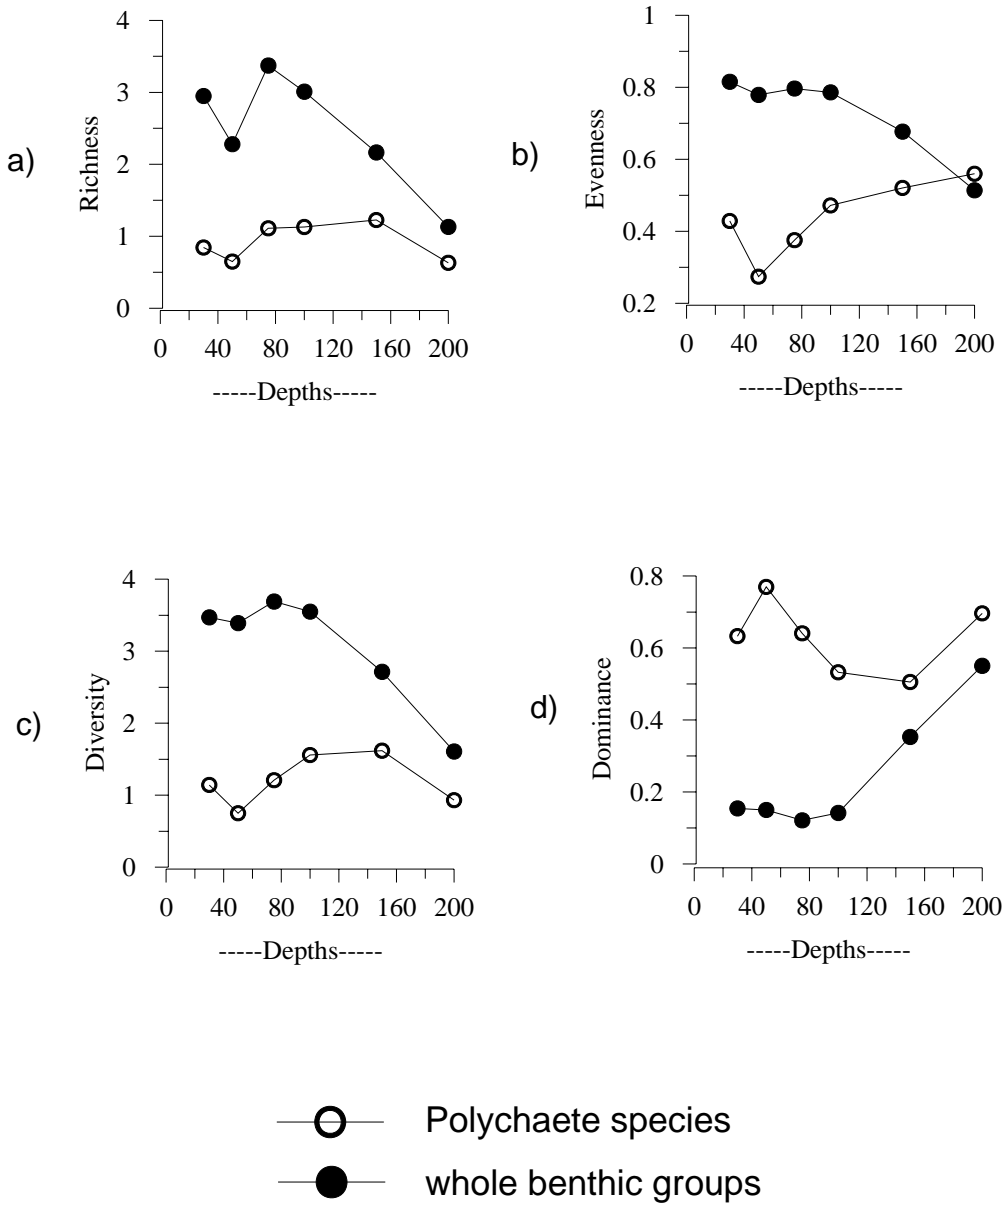 a)
Richness
4
3
2
1
0
0 40 80 120 160 200
-----Depths-----
b)
Evenness
1
0.8
0.6
0.4
0.2
0 40 80 120 160 200
-----Depths-----
c)
Diversity
4
3
2
1
0
0 40 80 120 160 200
-----Depths-----
d)
Dominance
0.8
0.6
0.4
0.2
0
0 40 80 120 160 200
-----Depths-----
Polychaete species
whole benthic groups